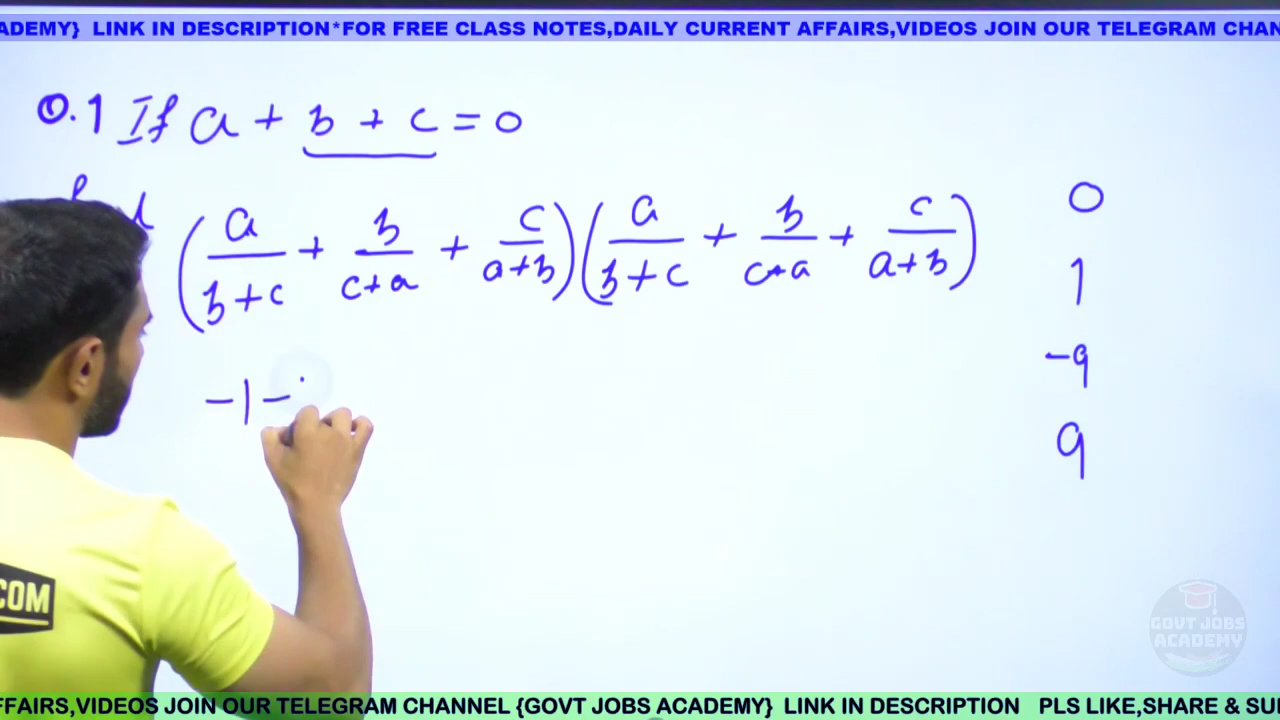 ADEMY} LINK IN DESCRIPTION*FOR FREE CLASS NOTES,DAILY CURRENT AFFAIRS,VIDEOS JOIN OUR TELEGRAM CHAN
Q.1 If a + b + c = 0
(a/(b+c) + b/(c+a) + c/(a+b)) (a/(b+c) + b/(c+a) + c/(a+b))
0
1
-9
9
-1 -
COM
GOVT JOBS
ACADEMY
FFAIRS,VIDEOS JOIN OUR TELEGRAM CHANNEL {GOVT JOBS ACADEMY} LINK IN DESCRIPTION PLS LIKE,SHARE & SU